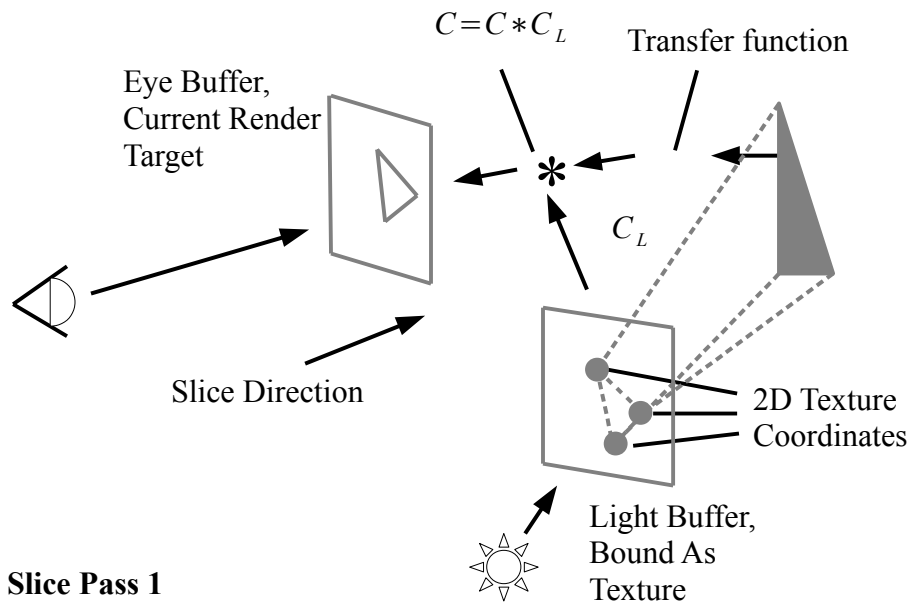 C=C*C_L
Transfer function
Eye Buffer,
Current Render
Target
*
C_L
Slice Direction
2D Texture
Coordinates
Light Buffer,
Bound As
Texture
Slice Pass 1